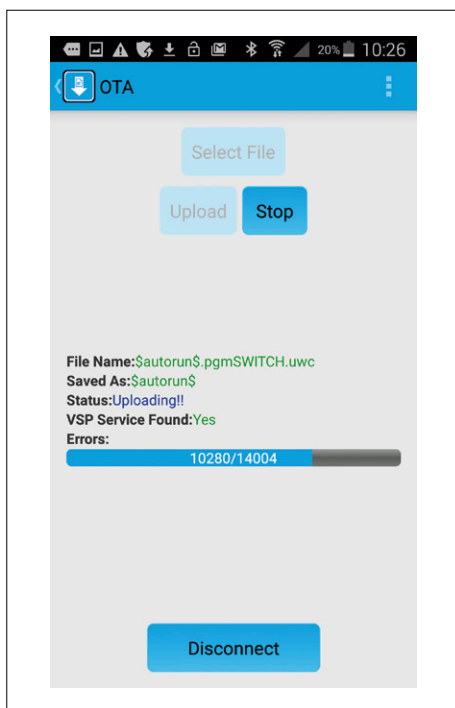 20% 10:26
OTA
Select File
Upload Stop
File Name:$autorun$.pgmSWITCH.uwc
Saved As:$autorun$
Status:Uploading!!
VSP Service Found:Yes
Errors:
10280/14004
Disconnect